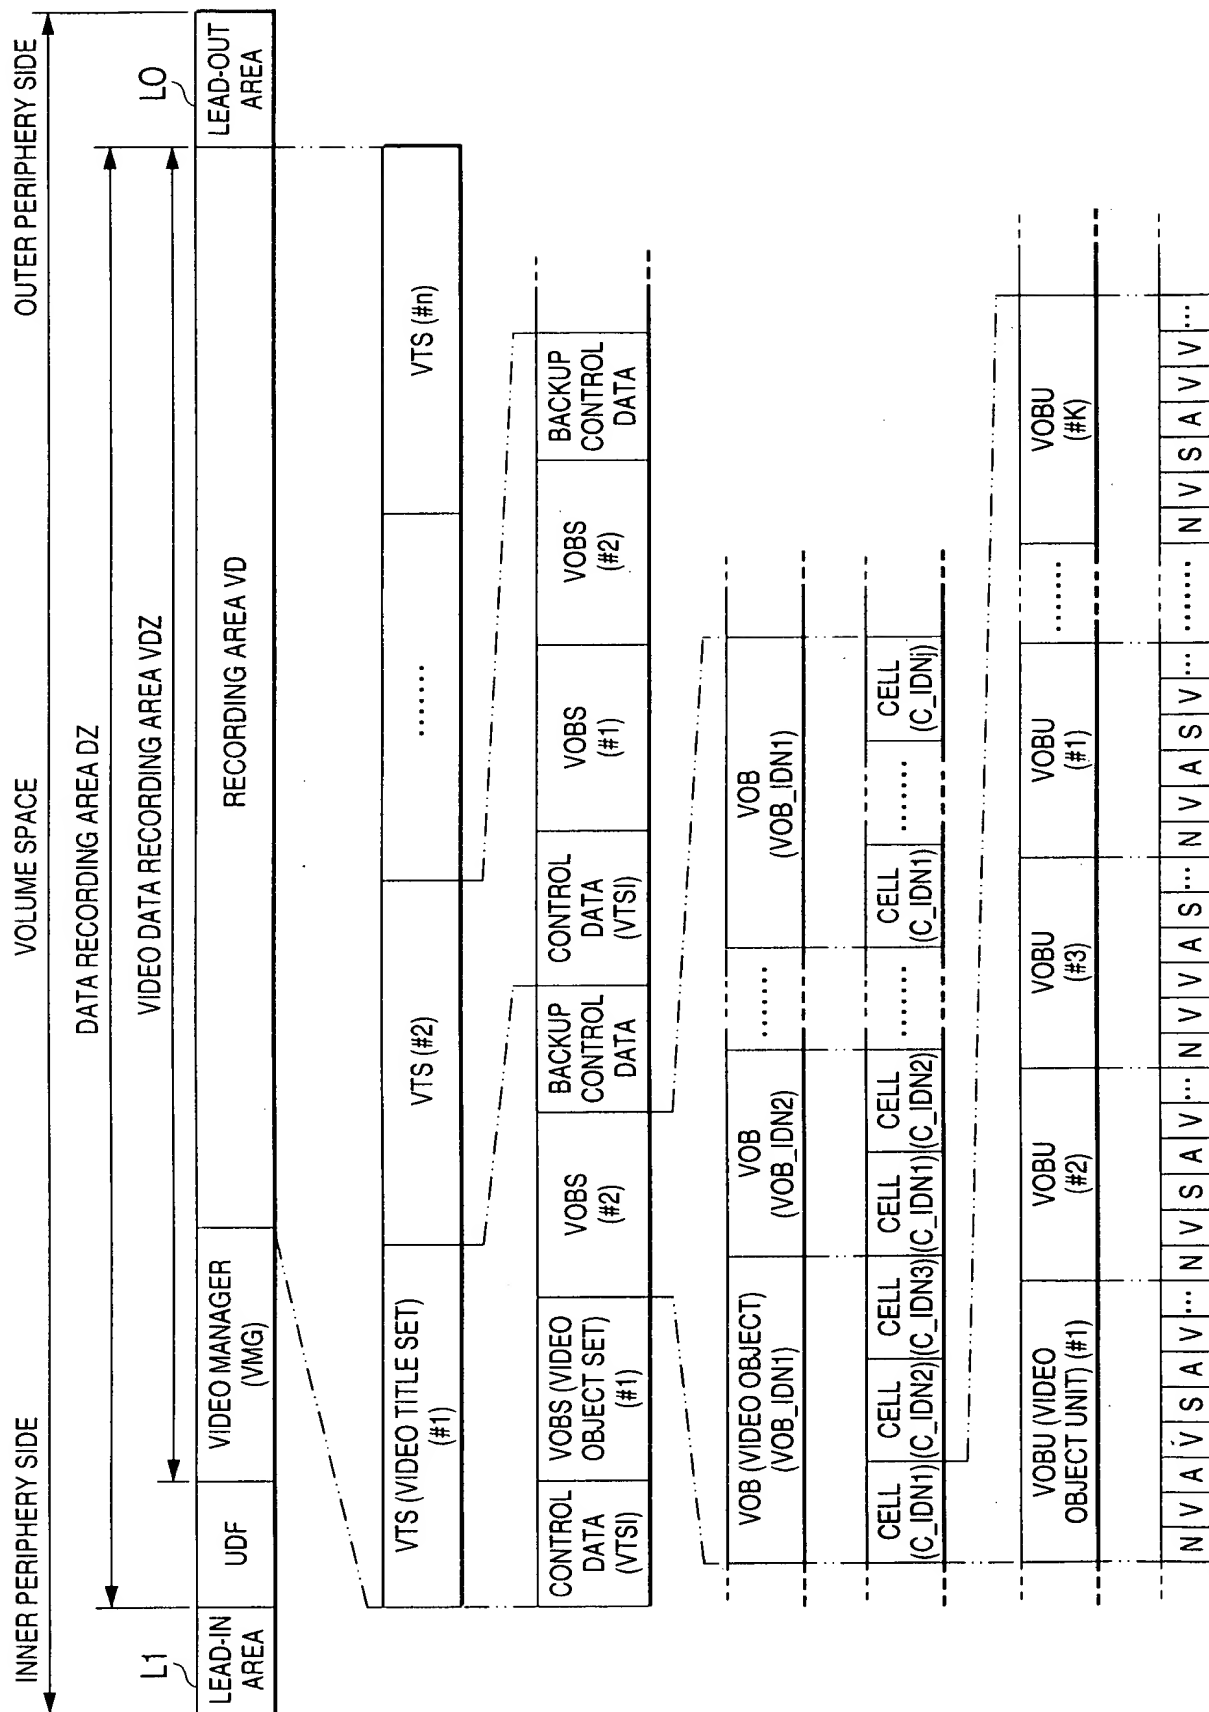 INNER PERIPHERY SIDE
VOLUME SPACE
OUTER PERIPHERY SIDE
DATA RECORDING AREA DZ
VIDEO DATA RECORDING AREA VDZ
L1
LO
LEAD-IN
AREA
UDF
VIDEO MANAGER
(VMG)
RECORDING AREA VD
LEAD-OUT
AREA
VTS (VIDEO TITLE SET)
(#1)
VTS (#2)
.......
VTS (#n)
CONTROL
DATA
(VTSI)
VOBS (VIDEO
OBJECT SET)
(#1)
VOBS
(#2)
BACKUP
CONTROL
DATA
CONTROL
DATA
(VTSI)
VOBS
(#1)
VOBS
(#2)
BACKUP
CONTROL
DATA
VOB (VIDEO OBJECT)
(VOB_IDN1)
VOB
(VOB_IDN2)
.......
VOB
(VOB_IDN1)
CELL
(C_IDN1)
CELL
(C_IDN2)
CELL
(C_IDN3)
CELL
(C_IDN1)
CELL
(C_IDN2)
.......
CELL
(C_IDN1)
.......
CELL
(C_IDNj)
VOBU (VIDEO
OBJECT UNIT) (#1)
VOBU
(#2)
VOBU
(#3)
VOBU
(#1)
.......
VOBU
(#K)
N V A V S A V ... N V S A V ... N V V A S ... N V A S V ... ....... N V S A V V ...